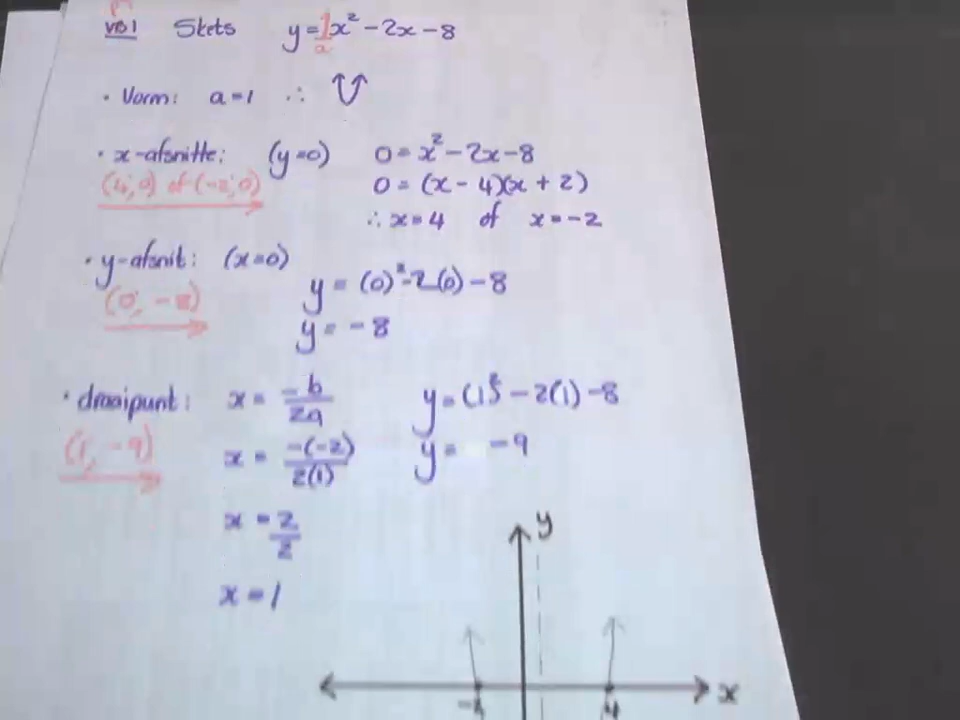 VB 1 Skets y = 1x² - 2x - 8
a
• Vorm: a = 1 ∴
• x-afsnitte: (y=0) 0 = x² - 2x - 8
(4;0) of (-2;0) 0 = (x - 4)(x + 2)
∴ x = 4 of x = -2
• y-afsnit: (x=0)
(0; -8) y = (0)² - 2(0) - 8
y = -8
• draaipunt: x = -b/2a y = (1)² - 2(1) - 8
(1, -9) x = -(-2)/2(1) y = -9
x = 2/2
x = 1
y
x
4